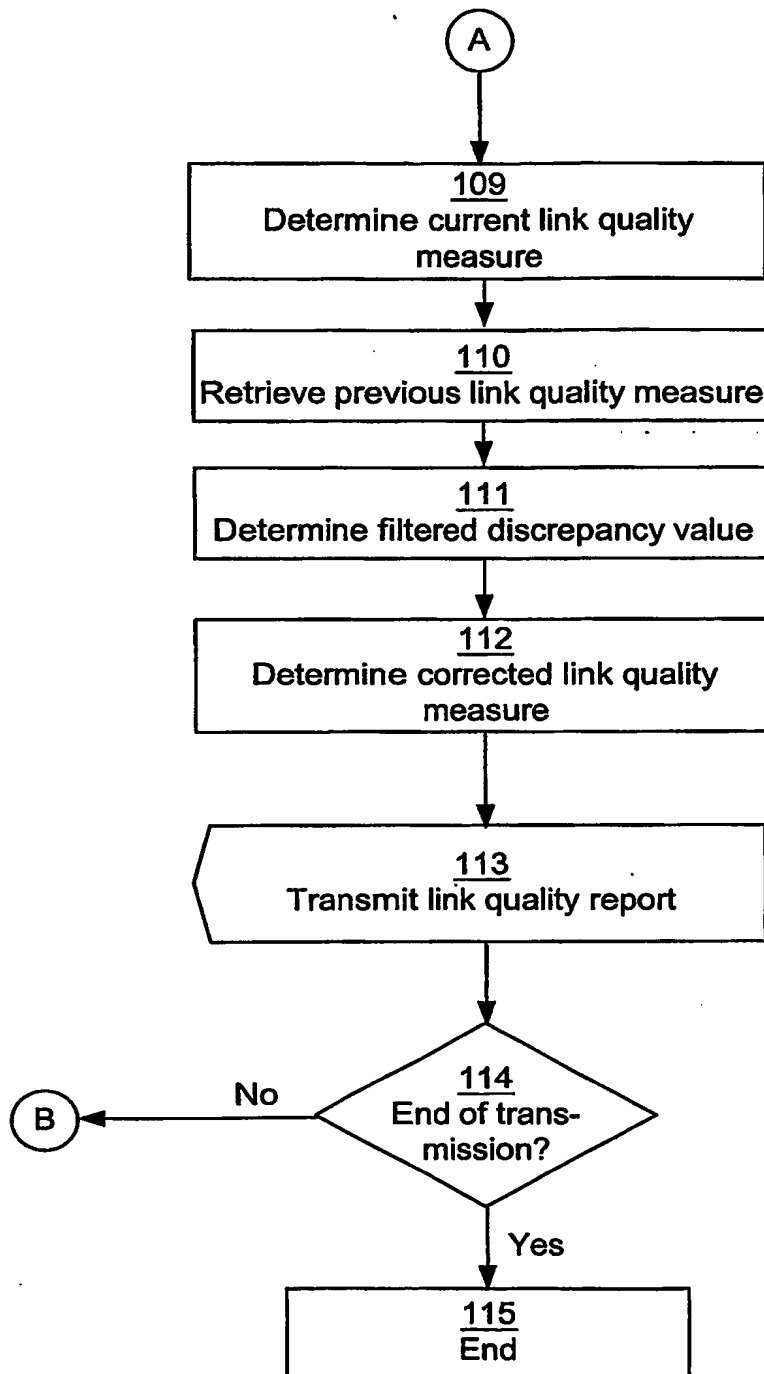 A
109
Determine current link quality
measure
110
Retrieve previous link quality measure
111
Determine filtered discrepancy value
112
Determine corrected link quality
measure
113
Transmit link quality report
114
End of trans-
mission?
No
B
Yes
115
End